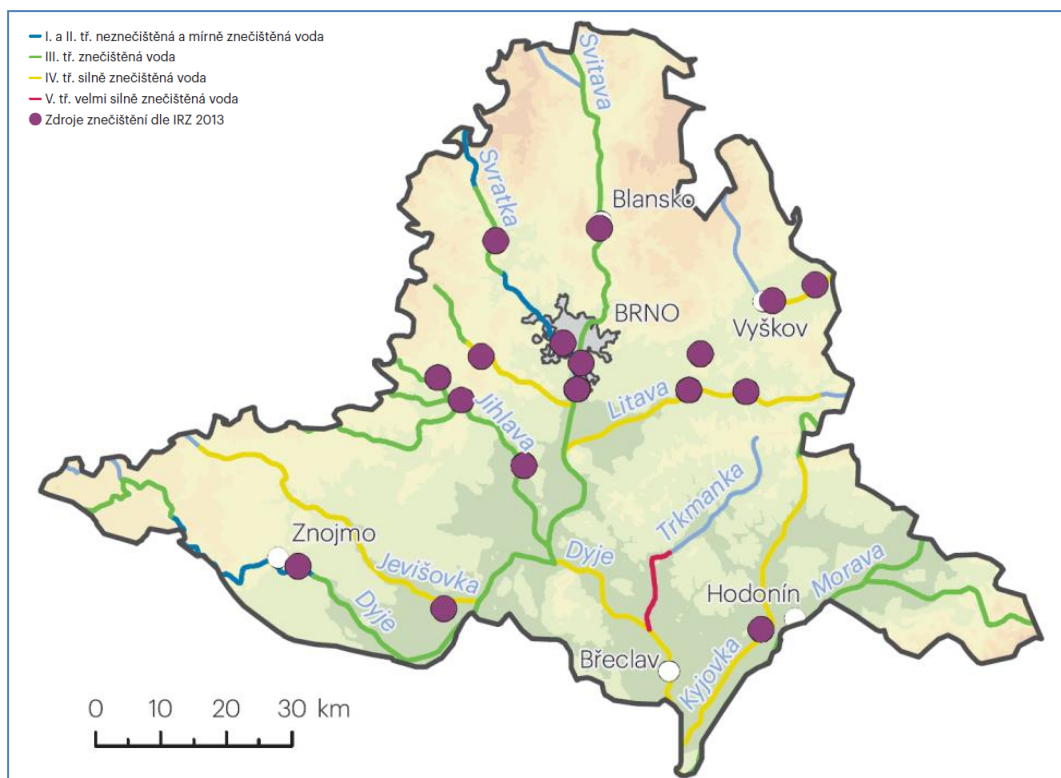 I. a II. tř. neznečištěná a mírně znečištěná voda
III. tř. znečištěná voda
IV. tř. silně znečištěná voda
V. tř. velmi silně znečištěná voda
Zdroje znečištění dle IRZ 2013
Svitava
Svratka
Blansko
BRNO
Vyškov
Litava
Jihlava
Trkmanka
Znojmo
Dyje
Jevišovka
Hodonín
Morava
Dyje
Břeclav
Kyjovka
0 10 20 30 km